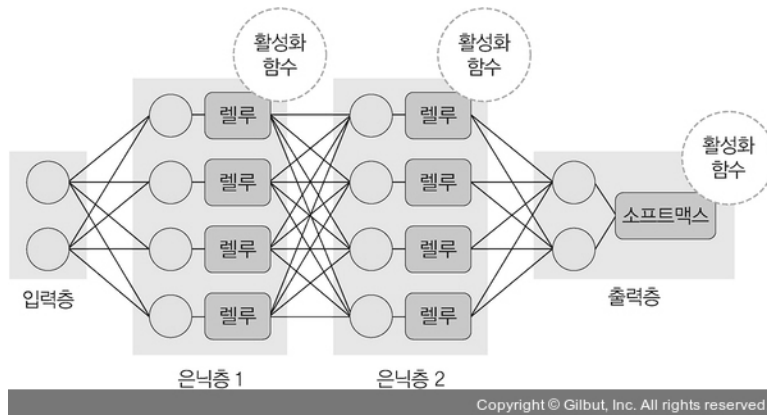 활성화
함수
활성화
함수
렐루
렐루
활성화
함수
렐루
렐루
소프트맥스
렐루
렐루
입력층
출력층
렐루
렐루
은닉층 1
은닉층 2
Copyright © Gilbut, Inc. All rights reserved